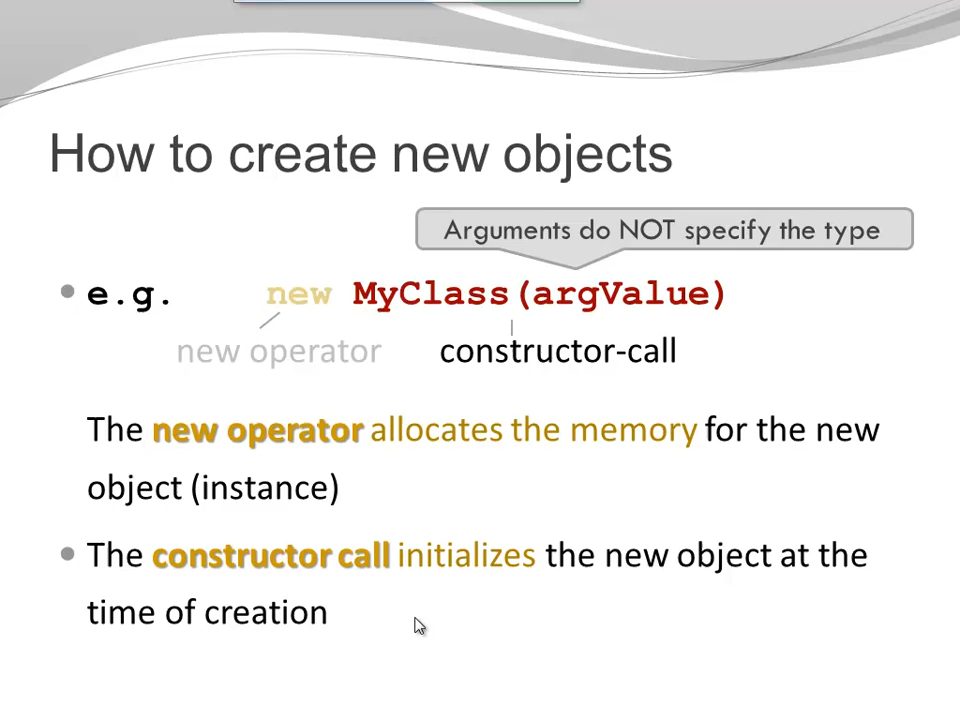 How to create new objects
Arguments do NOT specify the type
e.g. new MyClass(argValue)
new operator constructor-call
The new operator allocates the memory for the new
object (instance)
The constructor call initializes the new object at the
time of creation